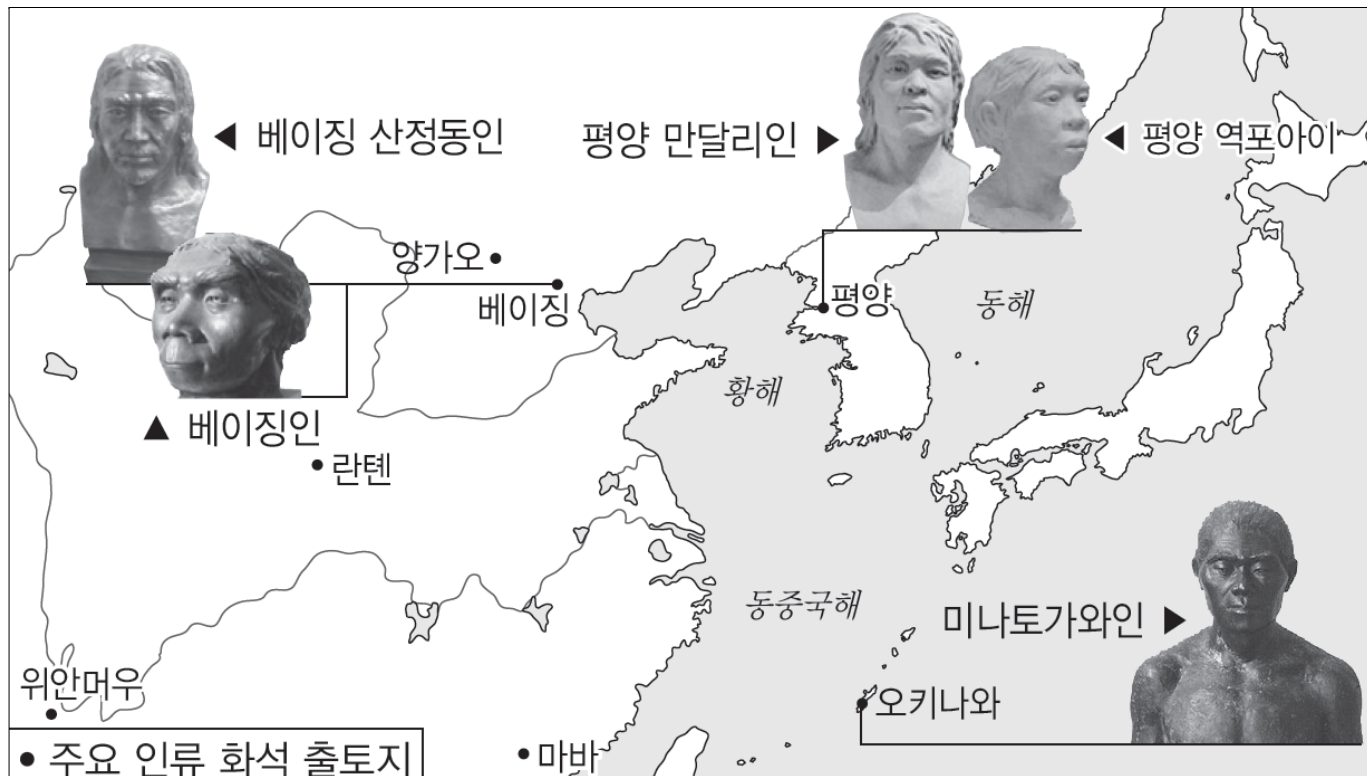 ◀ 베이징 산정동인
평양 만달리인 ▶
◀ 평양 역포아이
양가오
베이징
평양
동해
황해
▲ 베이징인
란톈
동중국해
미나토가와인 ▶
위안머우
오키나와
• 주요 인류 화석 출토지
마바